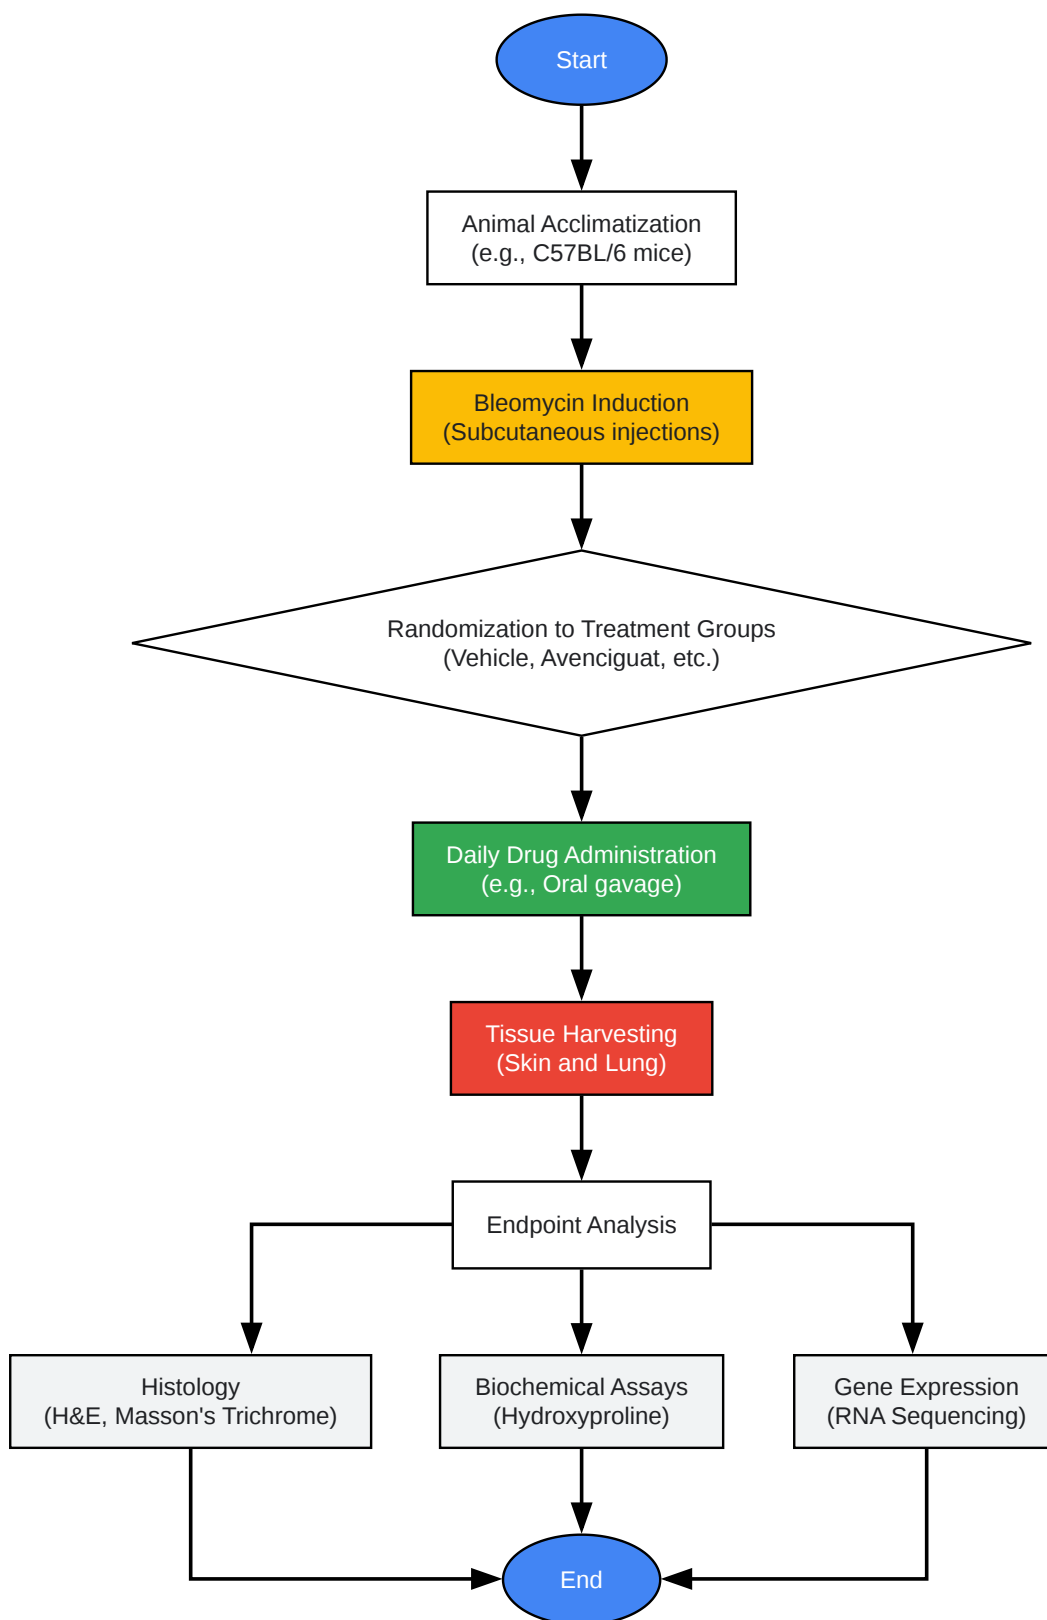 Start
Animal Acclimatization
(e.g., C57BL/6 mice)
Bleomycin Induction
(Subcutaneous injections)
Randomization to Treatment Groups
(Vehicle, Avenciguat, etc.)
Daily Drug Administration
(e.g., Oral gavage)
Tissue Harvesting
(Skin and Lung)
Endpoint Analysis
Histology
(H&E, Masson's Trichrome)
Biochemical Assays
(Hydroxyproline)
Gene Expression
(RNA Sequencing)
End